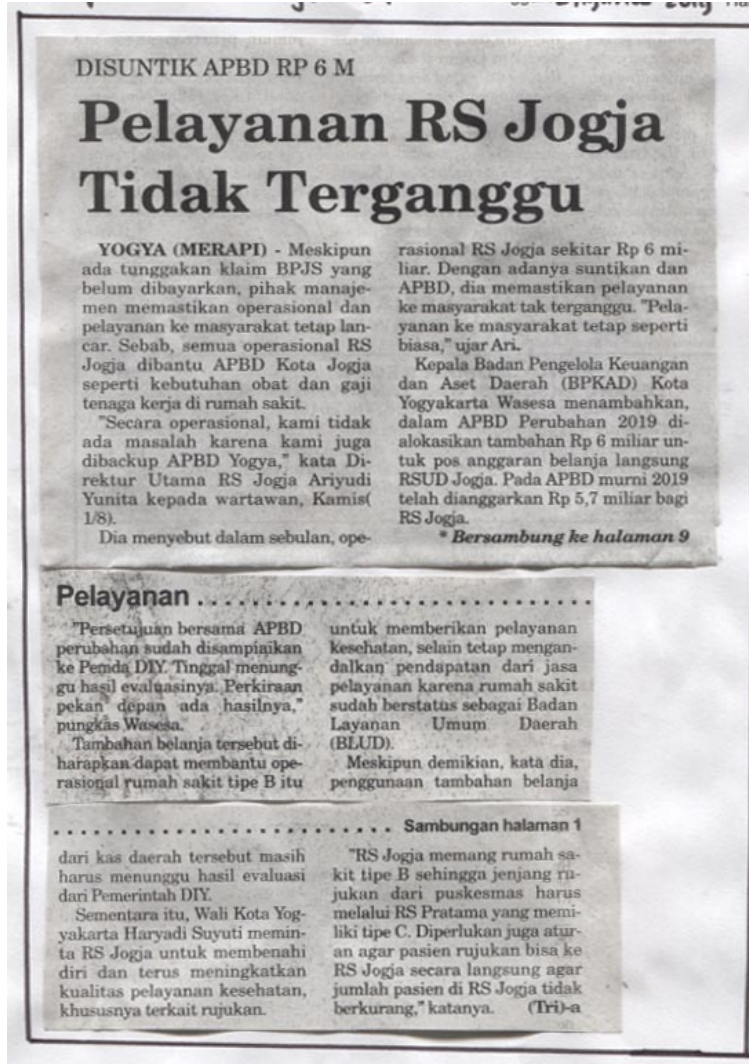 DISUNTIK APBD RP 6 M
Pelayanan RS Jogja
Tidak Terganggu
YOGYA (MERAPI) - Meskipun
ada tunggakan klaim BPJS yang
belum dibayarkan, pihak manaje-
men memastikan operasional dan
pelayanan ke masyarakat tetap lan-
car. Sebab, semua operasional RS
Jogja dibantu APBD Kota Jogja
seperti kebutuhan obat dan gaji
tenaga kerja di rumah sakit.
"Secara operasional, kami tidak
ada masalah karena kami juga
dibackup APBD Yogya," kata Di-
rektur Utama RS Jogja Ariyudi
Yunita kepada wartawan, Kamis(
1/8).
Dia menyebut dalam sebulan, ope-
rasional RS Jogja sekitar Rp 6 mi-
liar. Dengan adanya suntikan dan
APBD, dia memastikan pelayanan
ke masyarakat tak terganggu. "Pela-
yanan ke masyarakat tetap seperti
biasa," ujar Ari.
Kepala Badan Pengelola Keuangan
dan Aset Daerah (BPKAD) Kota
Yogyakarta Wasesa menambahkan,
dalam APBD Perubahan 2019 di-
alokasikan tambahan Rp 6 miliar un-
tuk pos anggaran belanja langsung
RSUD Jogja. Pada APBD murni 2019
telah dianggarkan Rp 5,7 miliar bagi
RS Jogja.
* Bersambung ke halaman 9
Pelayanan ..............................
"Persetujuan bersama APBD
perubahan sudah disampiaikan
ke Pemda DIY. Tinggal menung-
gu hasil evaluasinya. Perkiraan
pekan depan ada hasilnya,"
pungkas Wasesa.
Tambahan belanja tersebut di-
harapkan dapat membantu ope-
rasional rumah sakit tipe B itu
untuk memberikan pelayanan
kesehatan, selain tetap mengan-
dalkan pendapatan dari jasa
pelayanan karena rumah sakit
sudah berstatus sebagai Badan
Layanan Umum Daerah
(BLUD).
Meskipun demikian, kata dia,
penggunaan tambahan belanja
.............................. Sambungan halaman 1
dari kas daerah tersebut masih
harus menunggu hasil evaluasi
dari Pemerintah DIY.
Sementara itu, Wali Kota Yog-
yakarta Haryadi Suyuti memin-
ta RS Jogja untuk membenahi
diri dan terus meningkatkan
kualitas pelayanan kesehatan,
khususnya terkait rujukan.
"RS Jogja memang rumah sa-
kit tipe B sehingga jenjang ru-
jukan dari puskesmas harus
melalui RS Pratama yang memi-
liki tipe C. Diperlukan juga atur-
an agar pasien rujukan bisa ke
RS Jogja secara langsung agar
jumlah pasien di RS Jogja tidak
berkurang," katanya. (Tri)-a